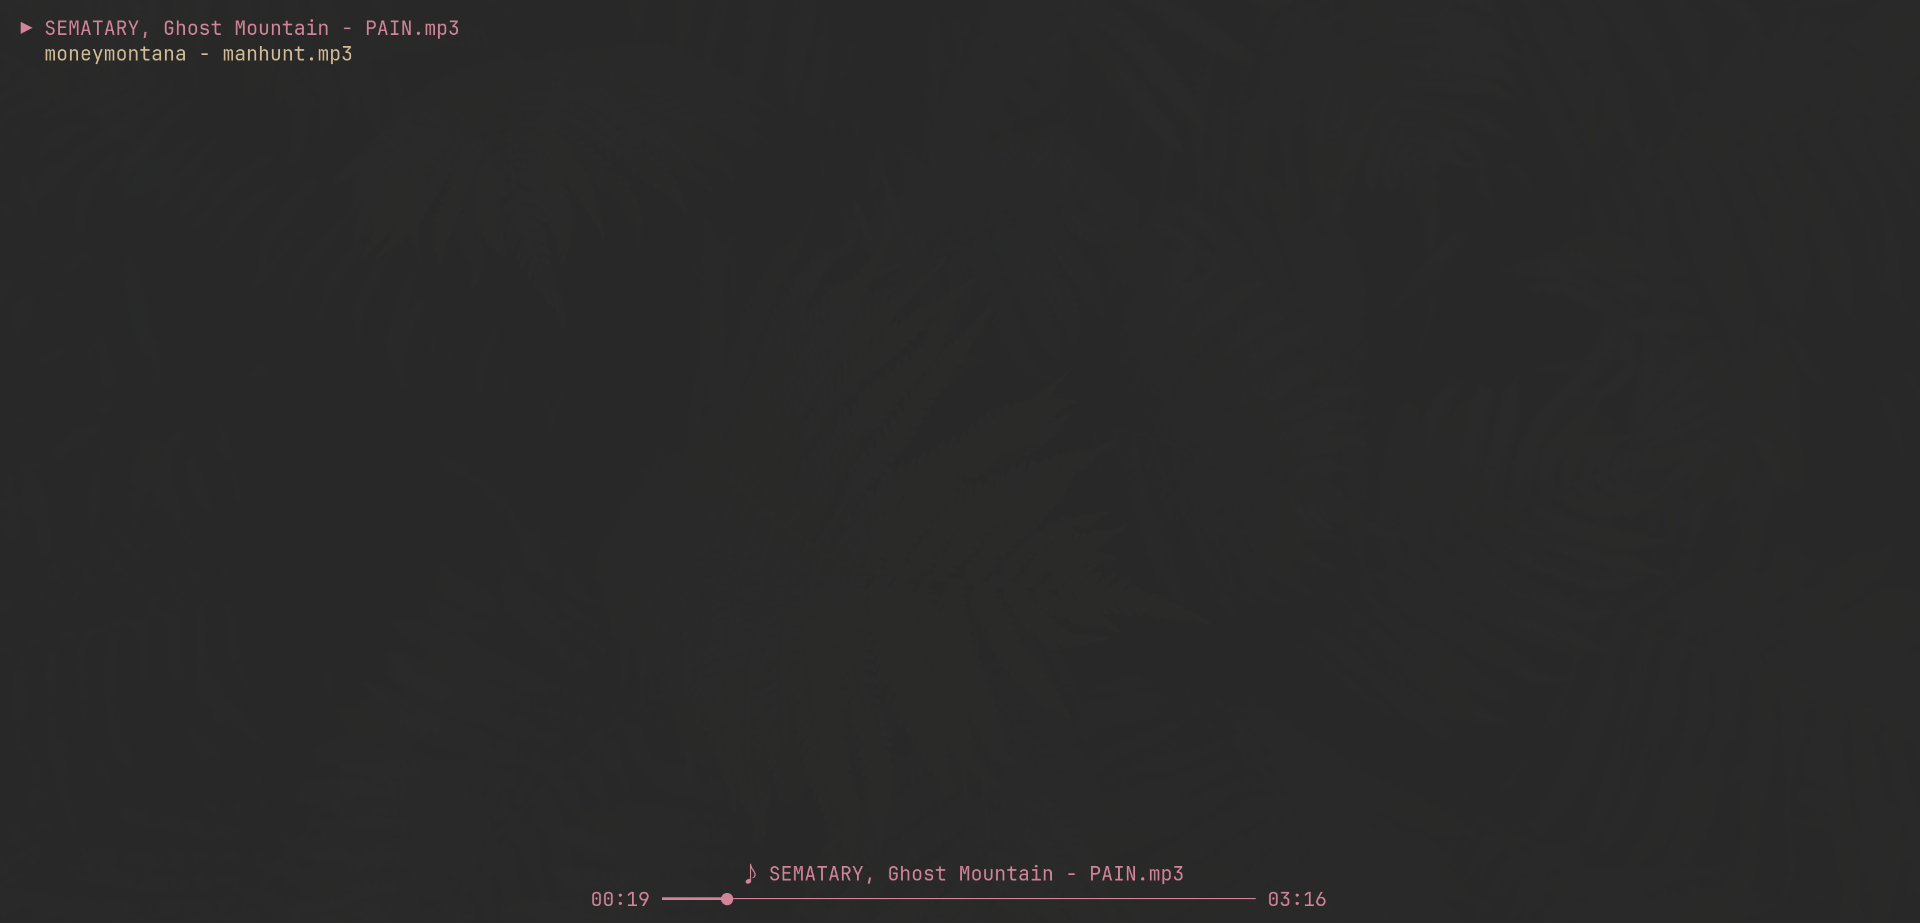 ▶ SEMATARY, Ghost Mountain - PAIN.mp3
moneymontana - manhunt.mp3
♪ SEMATARY, Ghost Mountain - PAIN.mp3
00:19 03:16